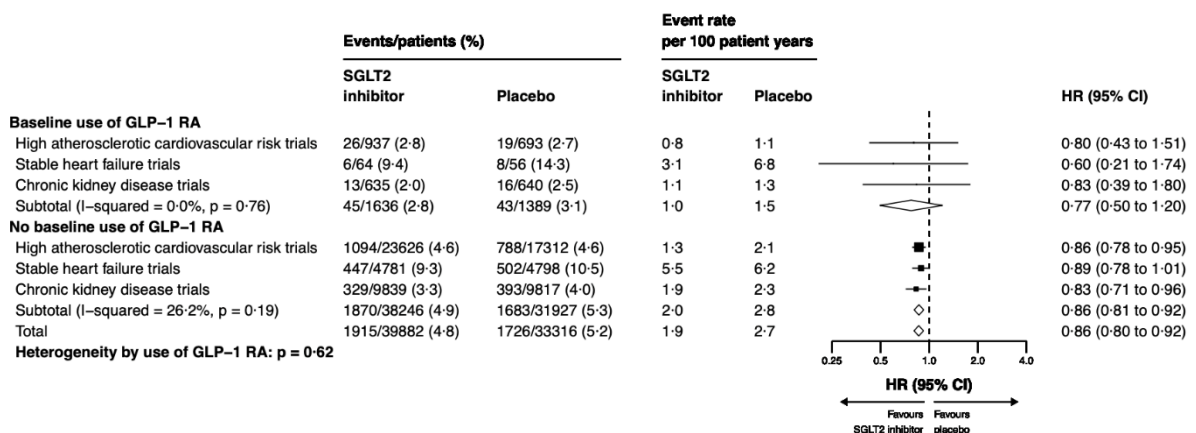 Events/patients (%) Event rate per 100 patient years
SGLT2 inhibitor Placebo SGLT2 inhibitor Placebo HR (95% CI)
Baseline use of GLP−1 RA
High atherosclerotic cardiovascular risk trials 26/937 (2·8) 19/693 (2·7) 0·8 1·1 0·80 (0·43 to 1·51)
Stable heart failure trials 6/64 (9·4) 8/56 (14·3) 3·1 6·8 0·60 (0·21 to 1·74)
Chronic kidney disease trials 13/635 (2·0) 16/640 (2·5) 1·1 1·3 0·83 (0·39 to 1·80)
Subtotal (I−squared = 0·0%, p = 0·76) 45/1636 (2·8) 43/1389 (3·1) 1·0 1·5 0·77 (0·50 to 1·20)
No baseline use of GLP−1 RA
High atherosclerotic cardiovascular risk trials 1094/23626 (4·6) 788/17312 (4·6) 1·3 2·1 0·86 (0·78 to 0·95)
Stable heart failure trials 447/4781 (9·3) 502/4798 (10·5) 5·5 6·2 0·89 (0·78 to 1·01)
Chronic kidney disease trials 329/9839 (3·3) 393/9817 (4·0) 1·9 2·3 0·83 (0·71 to 0·96)
Subtotal (I−squared = 26·2%, p = 0·19) 1870/38246 (4·9) 1683/31927 (5·3) 2·0 2·8 0·86 (0·81 to 0·92)
Total 1915/39882 (4·8) 1726/33316 (5·2) 1·9 2·7 0·86 (0·80 to 0·92)
Heterogeneity by use of GLP−1 RA: p = 0·62
0.25 0.5 1.0 2.0 4.0
HR (95% CI)
Favours SGLT2 inhibitor Favours placebo